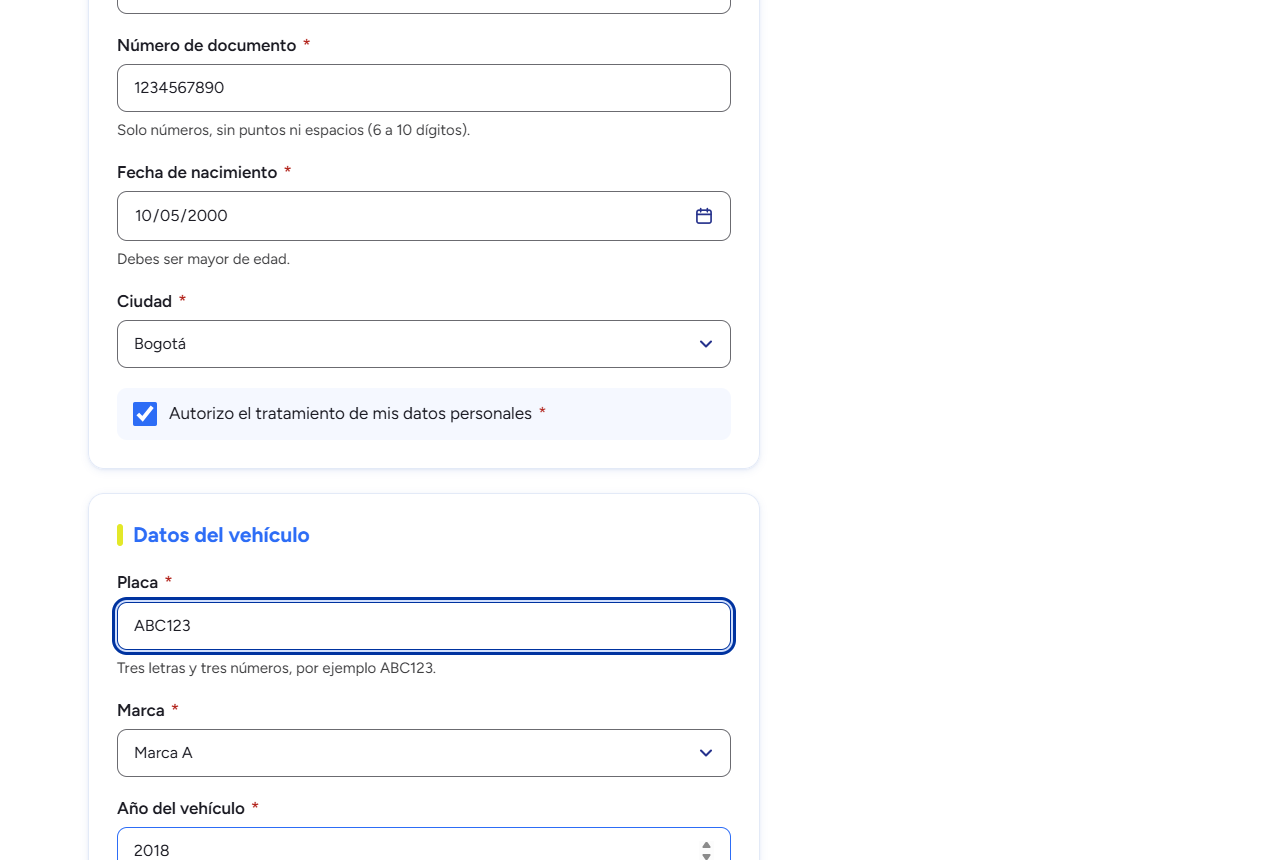 Número de documento *
1234567890
Solo números, sin puntos ni espacios (6 a 10 dígitos).
Fecha de nacimiento *
10/05/2000
Debes ser mayor de edad.
Ciudad *
Bogotá
Autorizo el tratamiento de mis datos personales *
Datos del vehículo
Placa *
ABC123
Tres letras y tres números, por ejemplo ABC123.
Marca *
Marca A
Año del vehículo *
2018